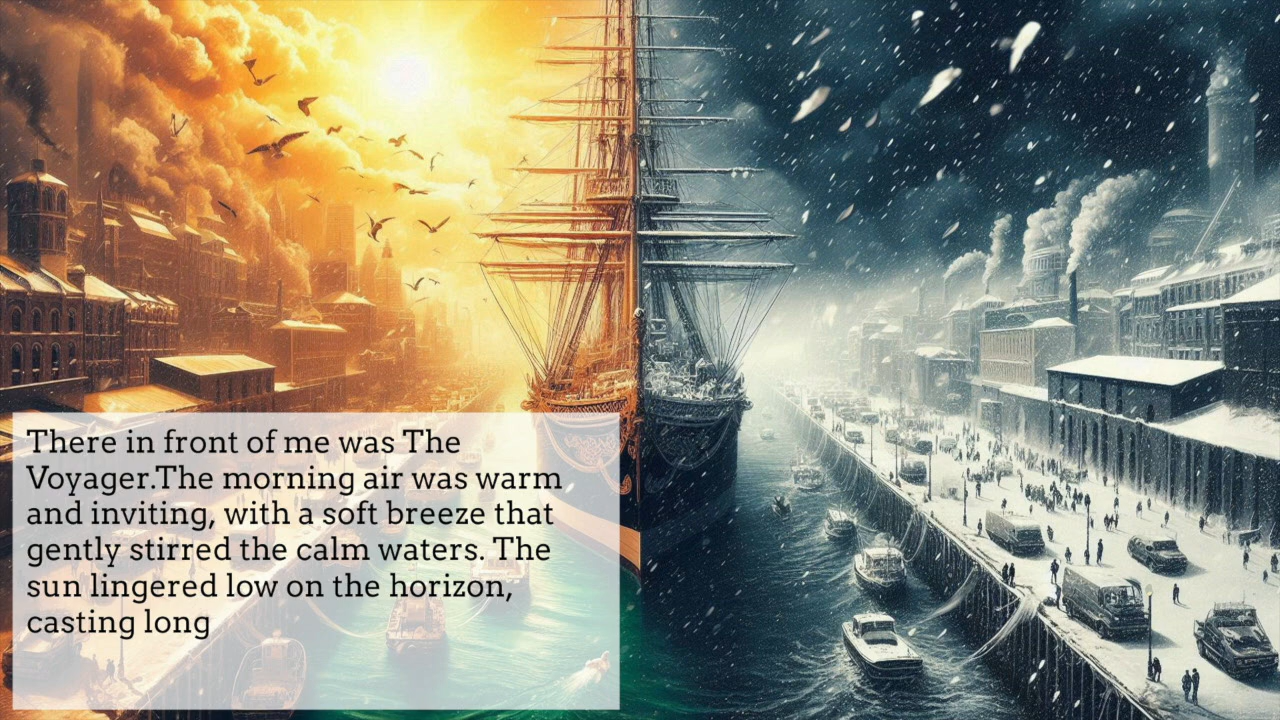 There in front of me was The
Voyager.The morning air was warm
and inviting, with a soft breeze that
gently stirred the calm waters. The
sun lingered low on the horizon,
casting long